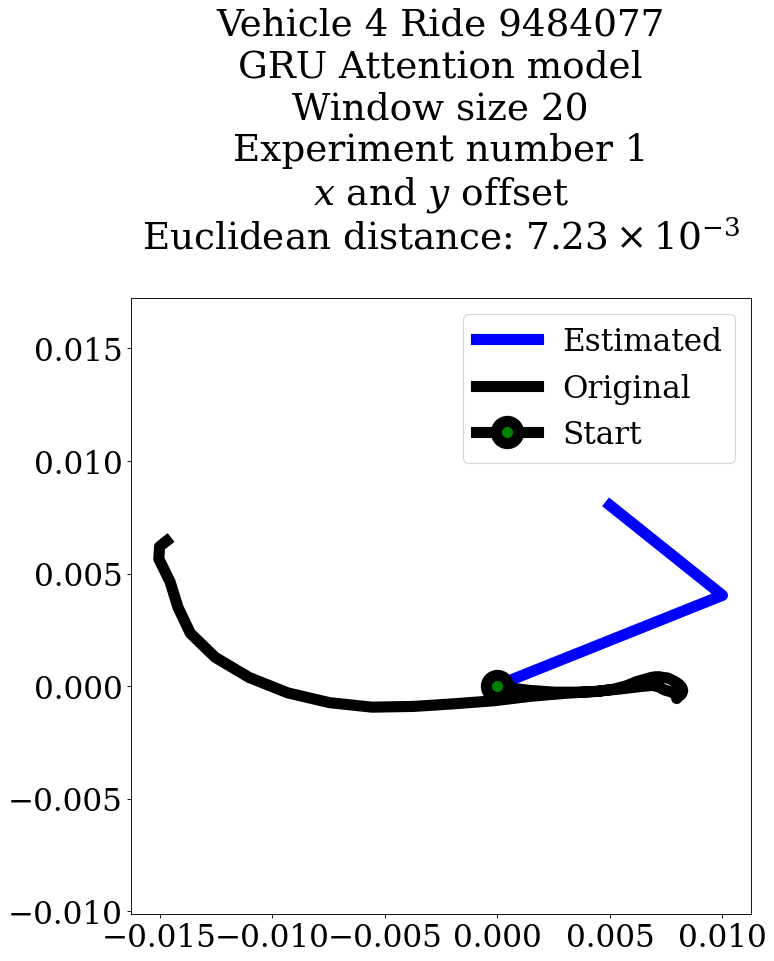 Vehicle 4 Ride 9484077
GRU Attention model
Window size 20
Experiment number 1
x and y offset
Euclidean distance: 7.23 × 10⁻³
Estimated
Original
Start
0.015
0.010
0.005
0.000
−0.005
−0.010
−0.015 −0.010 −0.005 0.000 0.005 0.010